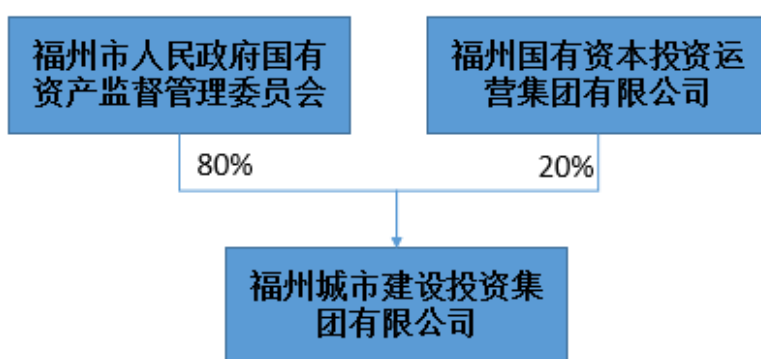 福州市人民政府国有
资产监督管理委员会
福州国有资本投资运
营集团有限公司
80%
20%
福州城市建设投资集
团有限公司